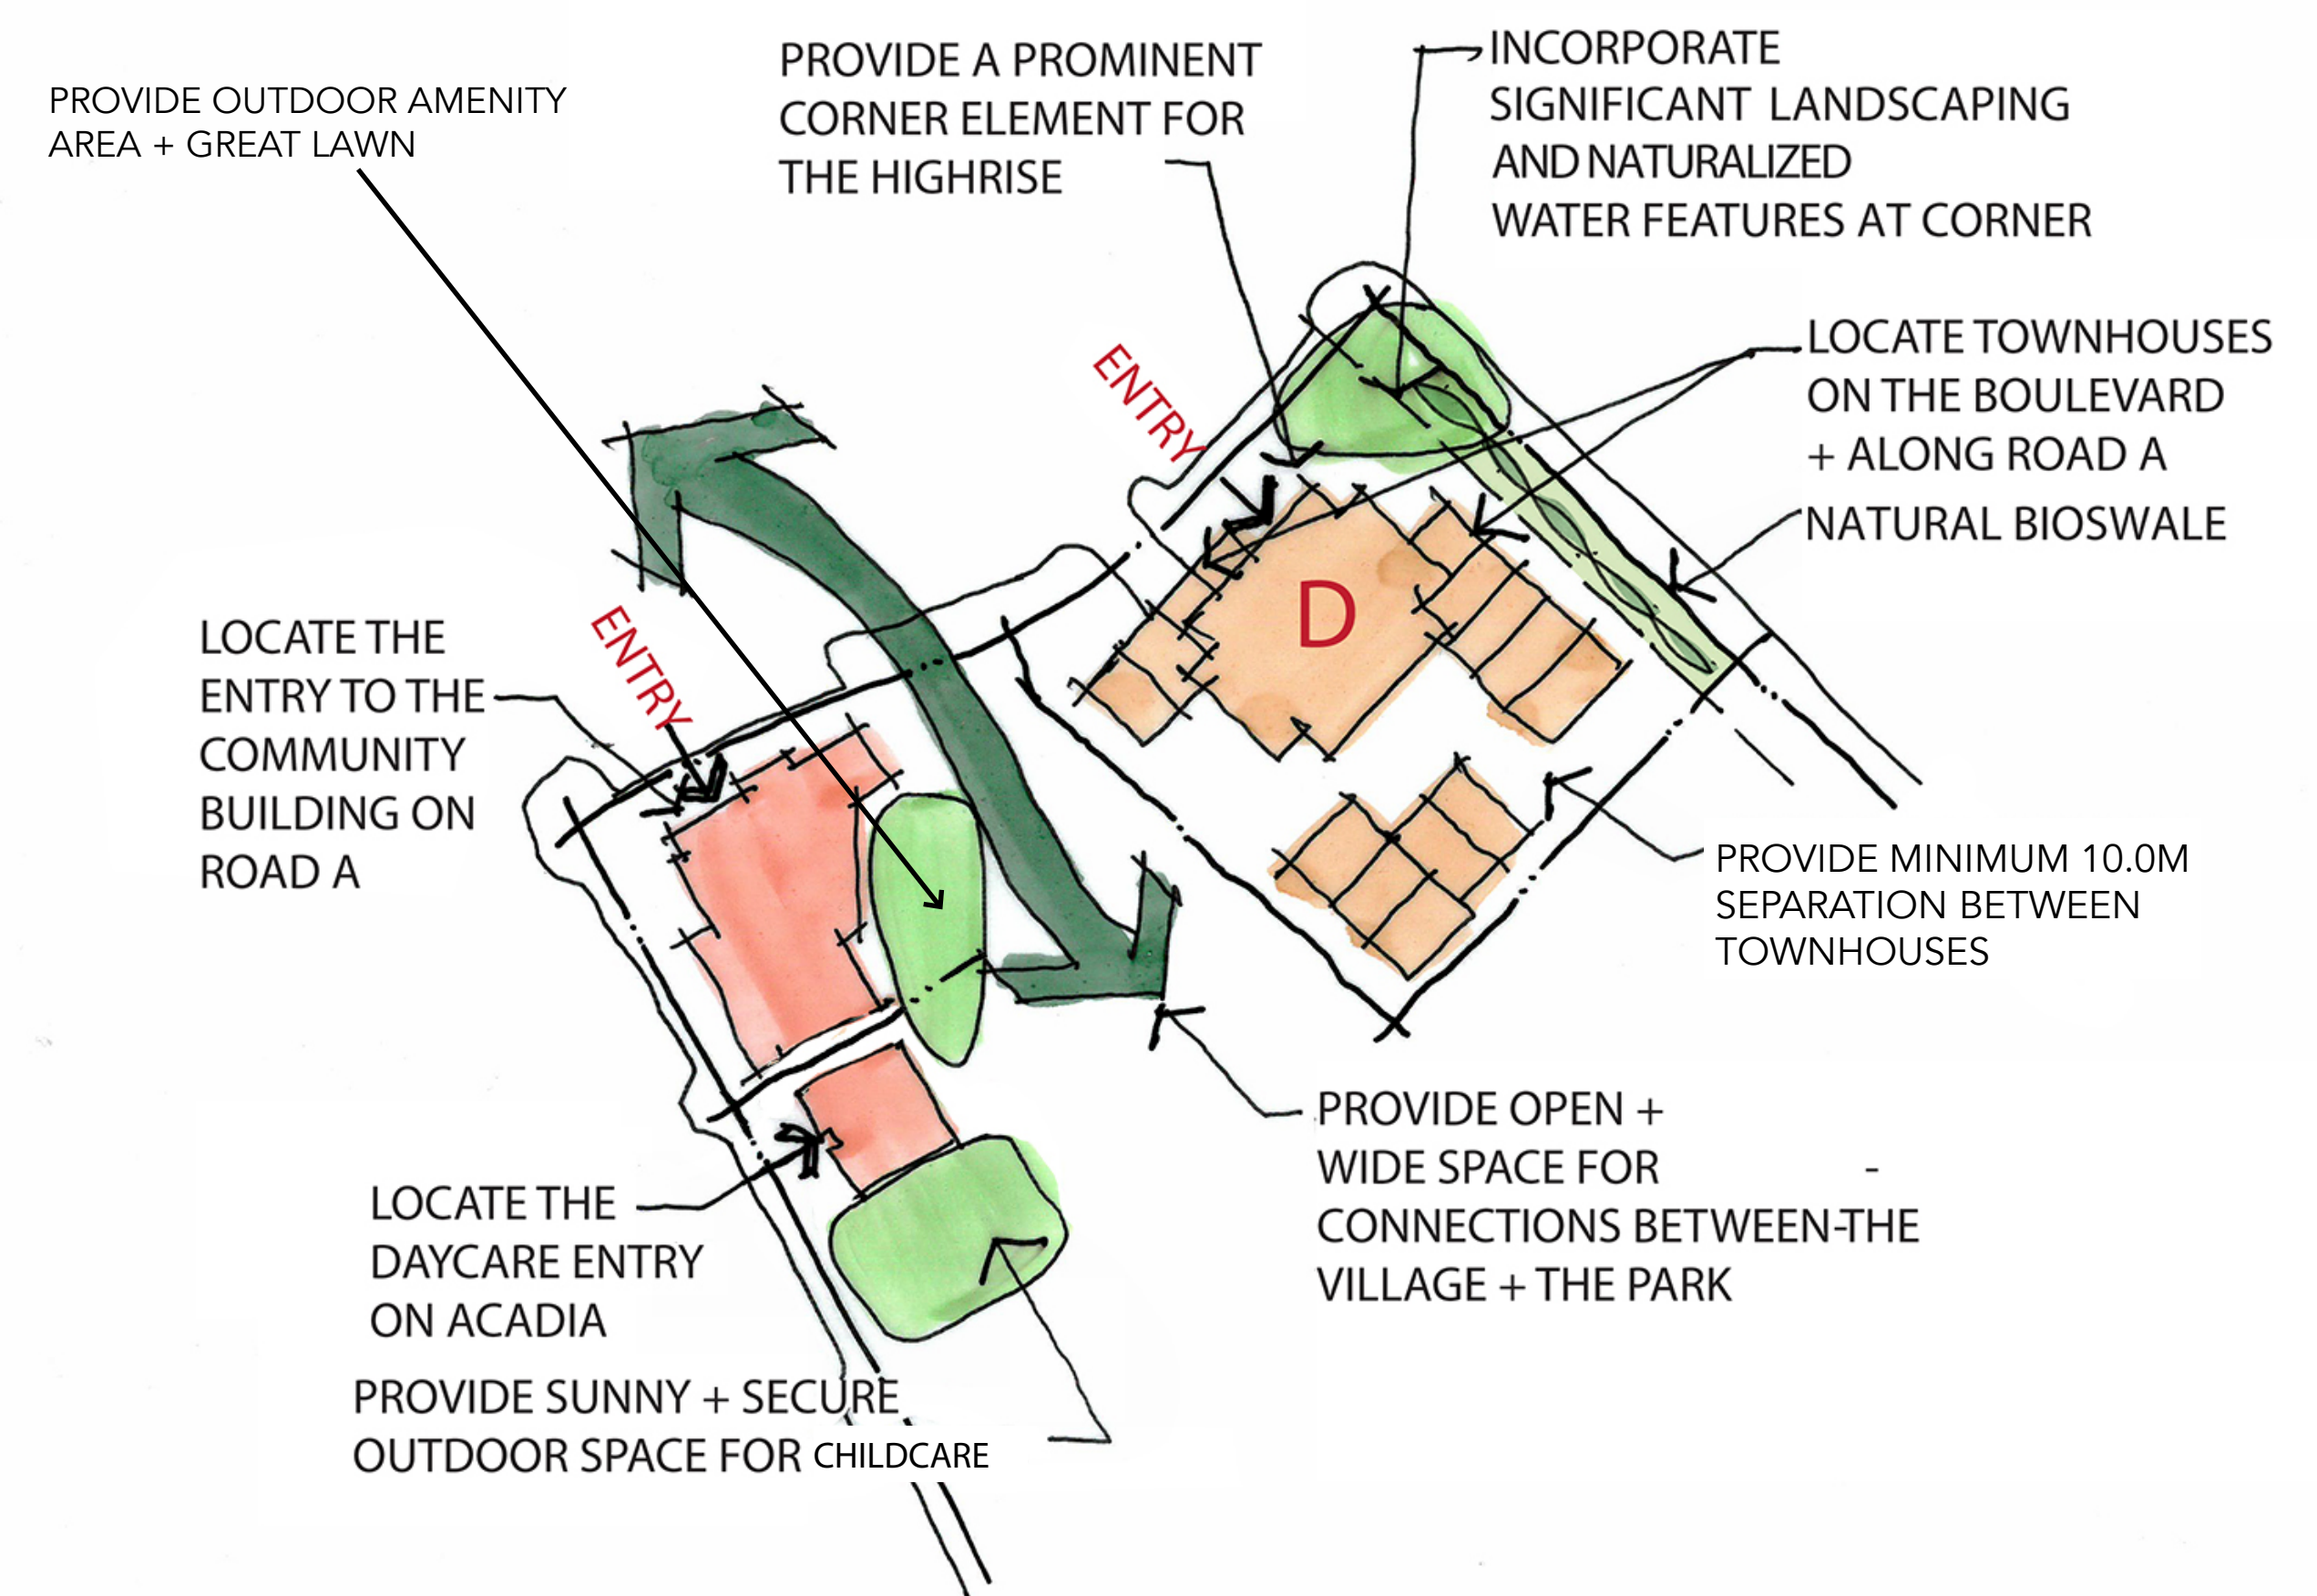 PROVIDE OUTDOOR AMENITY
AREA + GREAT LAWN
PROVIDE A PROMINENT
CORNER ELEMENT FOR
THE HIGHRISE
INCORPORATE
SIGNIFICANT LANDSCAPING
AND NATURALIZED
WATER FEATURES AT CORNER
ENTRY
LOCATE TOWNHOUSES
ON THE BOULEVARD
+ ALONG ROAD A
NATURAL BIOSWALE
D
LOCATE THE
ENTRY TO THE
COMMUNITY
BUILDING ON
ROAD A
ENTRY
PROVIDE MINIMUM 10.0M
SEPARATION BETWEEN
TOWNHOUSES
PROVIDE OPEN +
WIDE SPACE FOR -
CONNECTIONS BETWEEN-THE
VILLAGE + THE PARK
LOCATE THE
DAYCARE ENTRY
ON ACADIA
PROVIDE SUNNY + SECURE
OUTDOOR SPACE FOR CHILDCARE